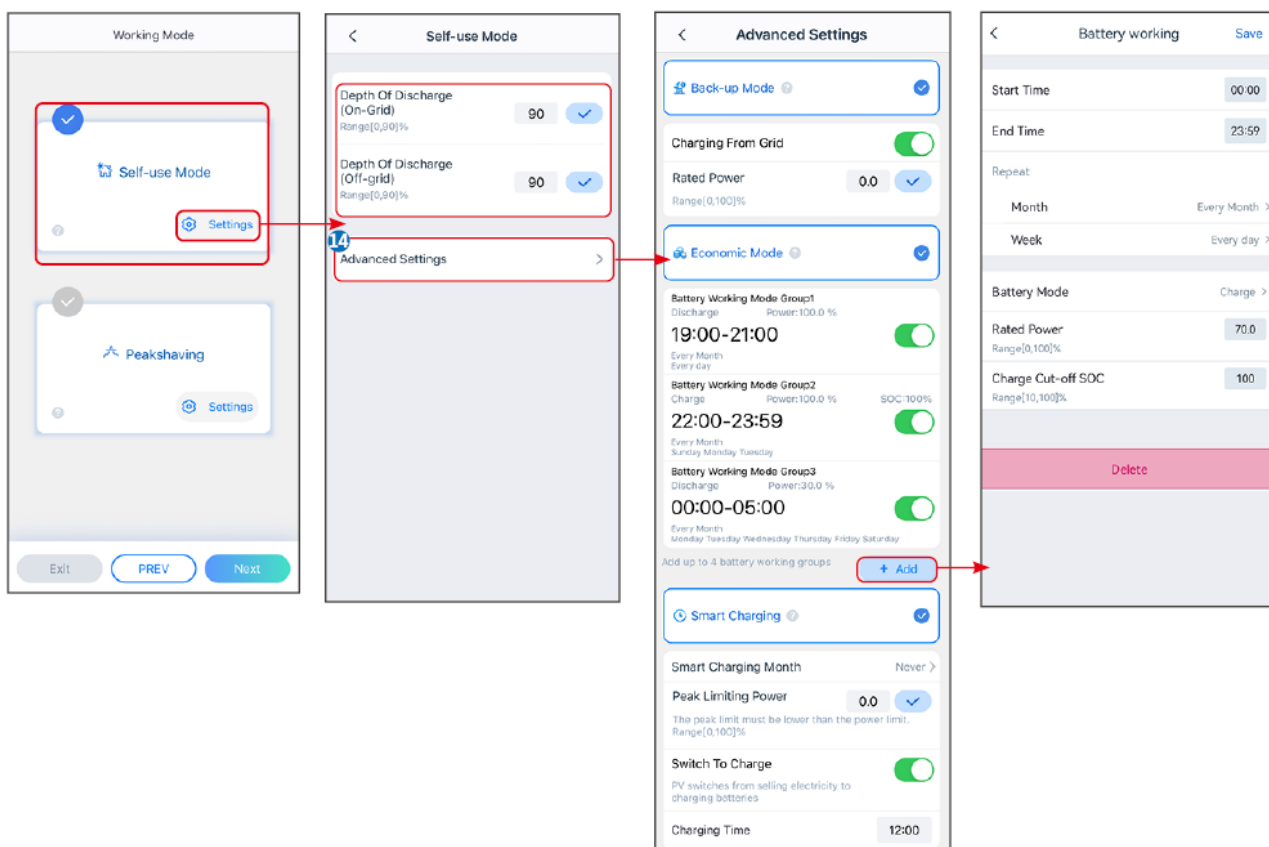 Working Mode
Self-use Mode
Settings
Peakshaving
Settings
Exit
PREV
Next
Self-use Mode
Depth Of Discharge
(On-Grid)
90
Range[0,90]%
Depth Of Discharge
(Off-grid)
90
Range[0,90]%
14
Advanced Settings
Advanced Settings
Back-up Mode
Charging From Grid
Rated Power
0.0
Range[0,100]%
Economic Mode
Battery Working Mode Group1
Discharge Power:100.0 %
19:00-21:00
Every Month
Every day
Battery Working Mode Group2
Charge Power:100.0 % SOC:100%
22:00-23:59
Every Month
Sunday Monday Tuesday
Battery Working Mode Group3
Discharge Power:30.0 %
00:00-05:00
Every Month
Monday Tuesday Wednesday Thursday Friday Saturday
Add up to 4 battery working groups
+ Add
Smart Charging
Smart Charging Month Never
Peak Limiting Power
0.0
The peak limit must be lower than the power limit.
Range[0,100]%
Switch To Charge
PV switches from selling electricity to
charging batteries
Charging Time 12:00
Battery working Save
Start Time 00:00
End Time 23:59
Repeat
Month Every Month
Week Every day
Battery Mode Charge
Rated Power 70.0
Range[0,100]%
Charge Cut-off SOC 100
Range[10,100]%
Delete